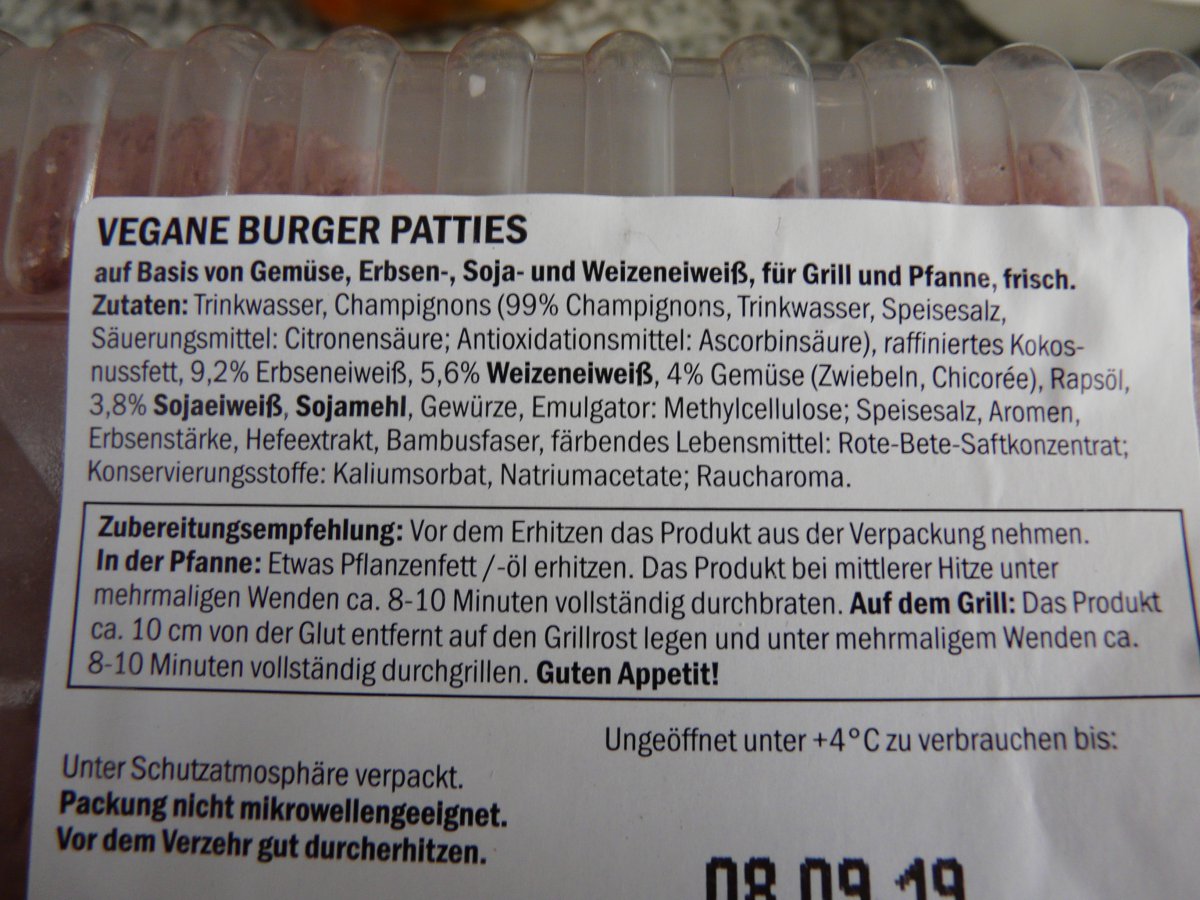 VEGANE BURGER PATTIES
auf Basis von Gemüse, Erbsen-, Soja- und Weizeneiweiß, für Grill und Pfanne, frisch.
Zutaten: Trinkwasser, Champignons (99% Champignons, Trinkwasser, Speisesalz,
Säuerungsmittel: Citronensäure; Antioxidationsmittel: Ascorbinsäure), raffiniertes Kokos-
nussfett, 9,2% Erbseneiweiß, 5,6% Weizeneiweiß, 4% Gemüse (Zwiebeln, Chicorée), Rapsöl,
3,8% Sojaeiweiß, Sojamehl, Gewürze, Emulgator: Methylcellulose; Speisesalz, Aromen,
Erbsenstärke, Hefeextrakt, Bambusfaser, färbendes Lebensmittel: Rote-Bete-Saftkonzentrat;
Konservierungsstoffe: Kaliumsorbat, Natriumacetate; Raucharoma.
Zubereitungsempfehlung: Vor dem Erhitzen das Produkt aus der Verpackung nehmen.
In der Pfanne: Etwas Pflanzenfett /-öl erhitzen. Das Produkt bei mittlerer Hitze unter
mehrmaligen Wenden ca. 8-10 Minuten vollständig durchbraten. Auf dem Grill: Das Produkt
ca. 10 cm von der Glut entfernt auf den Grillrost legen und unter mehrmaligem Wenden ca.
8-10 Minuten vollständig durchgrillen. Guten Appetit!
Ungeöffnet unter +4°C zu verbrauchen bis:
Unter Schutzatmosphäre verpackt.
Packung nicht mikrowellengeeignet.
Vor dem Verzehr gut durcherhitzen.
08.09.19